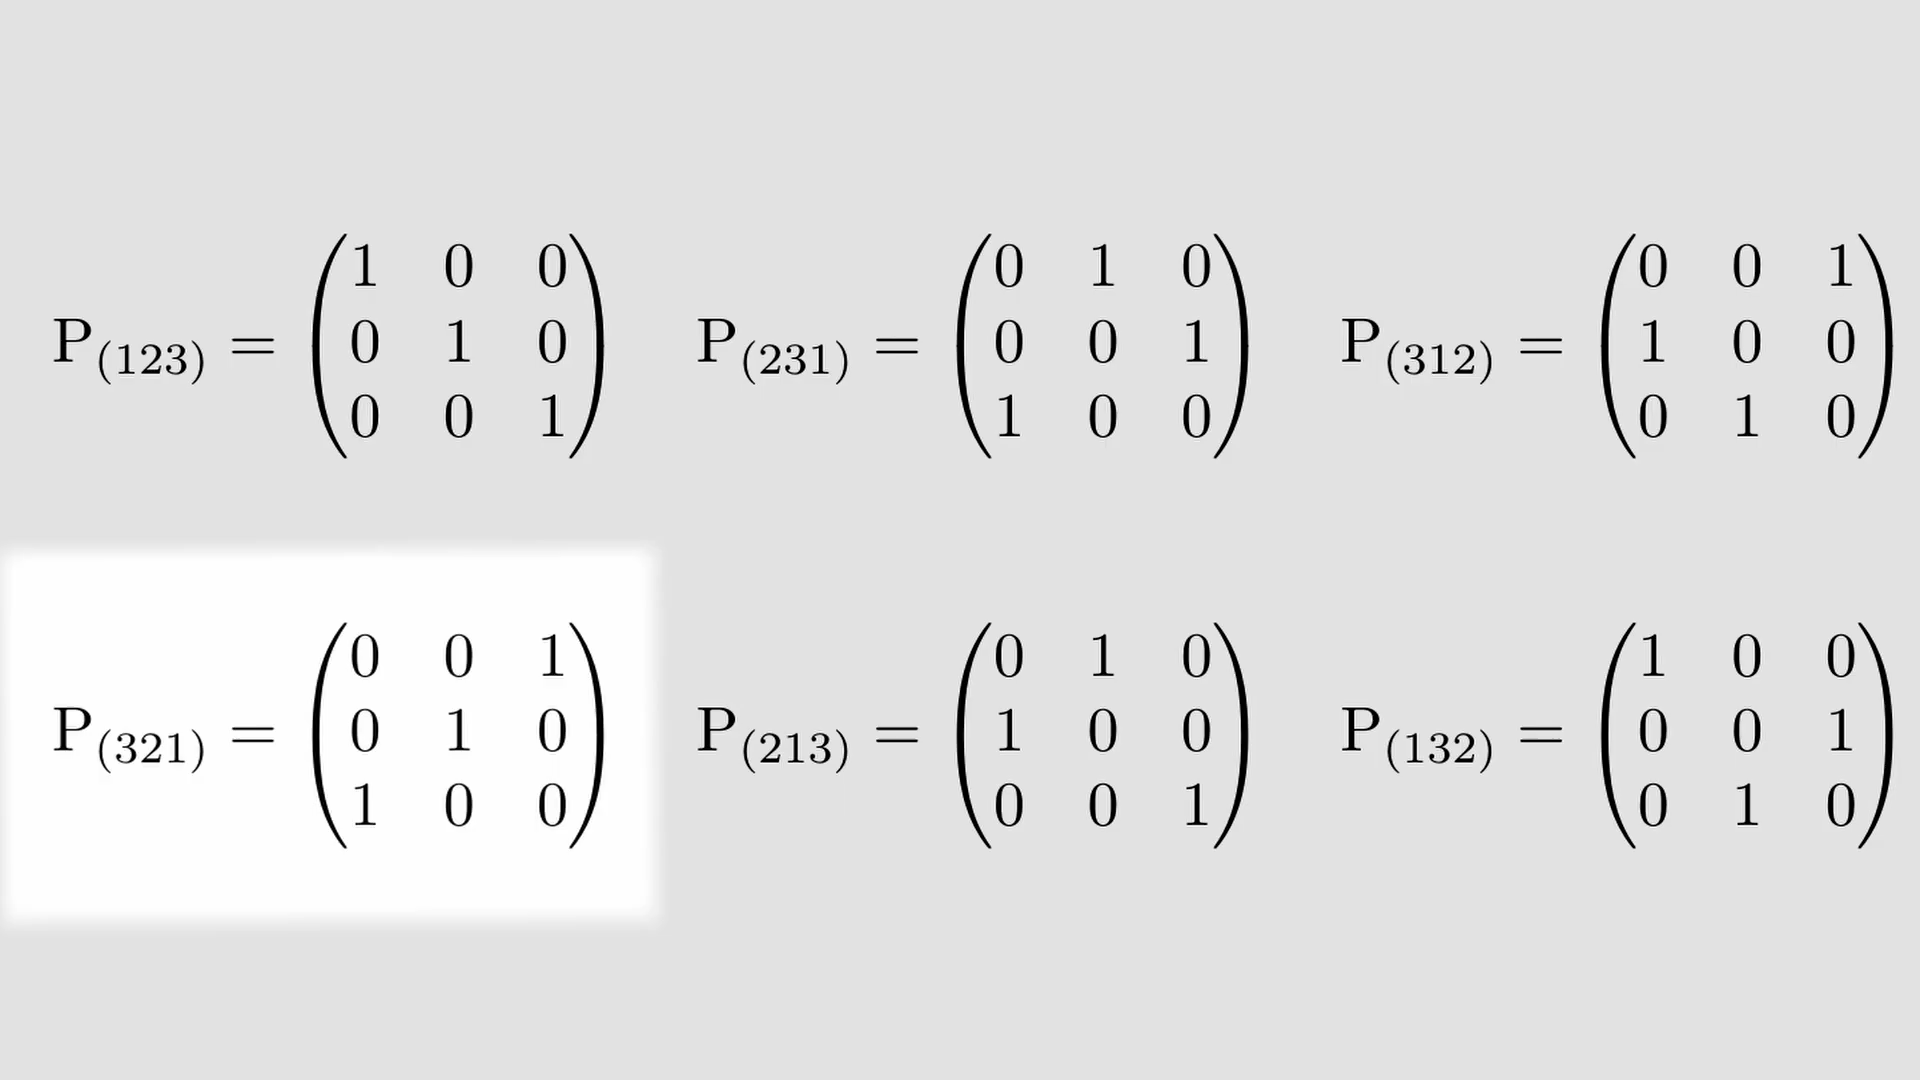 P(123) = (1 0 0
0 1 0
0 0 1)
P(231) = (0 1 0
0 0 1
1 0 0)
P(312) = (0 0 1
1 0 0
0 1 0)
P(321) = (0 0 1
0 1 0
1 0 0)
P(213) = (0 1 0
1 0 0
0 0 1)
P(132) = (1 0 0
0 0 1
0 1 0)